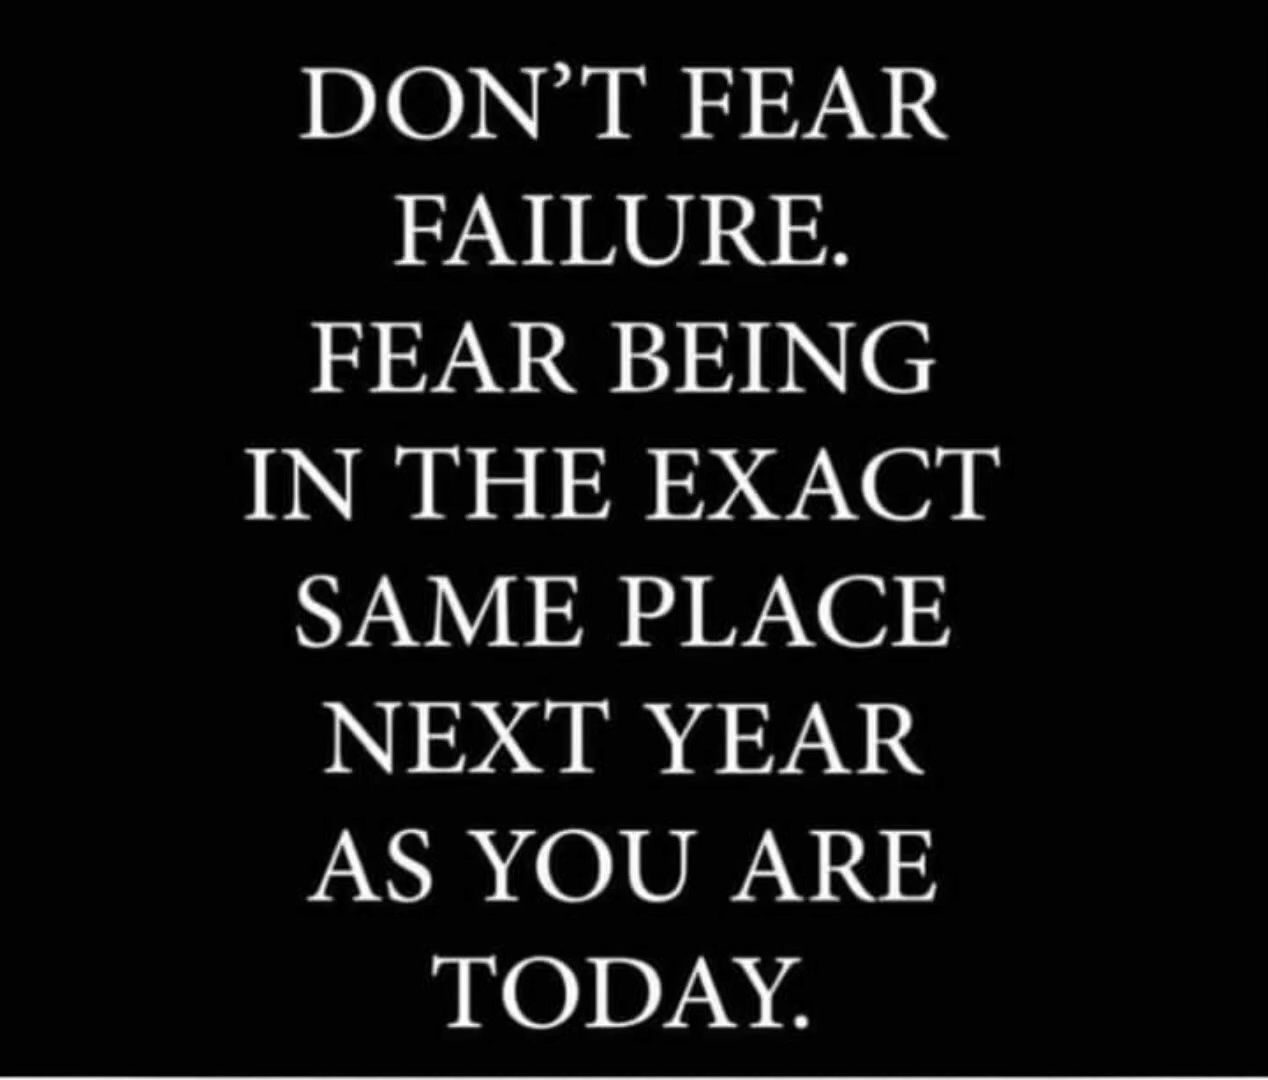 DON'T FEAR
FAILURE.
FEAR BEING
IN THE EXACT
SAME PLACE
NEXT YEAR
AS YOU ARE
TODAY.